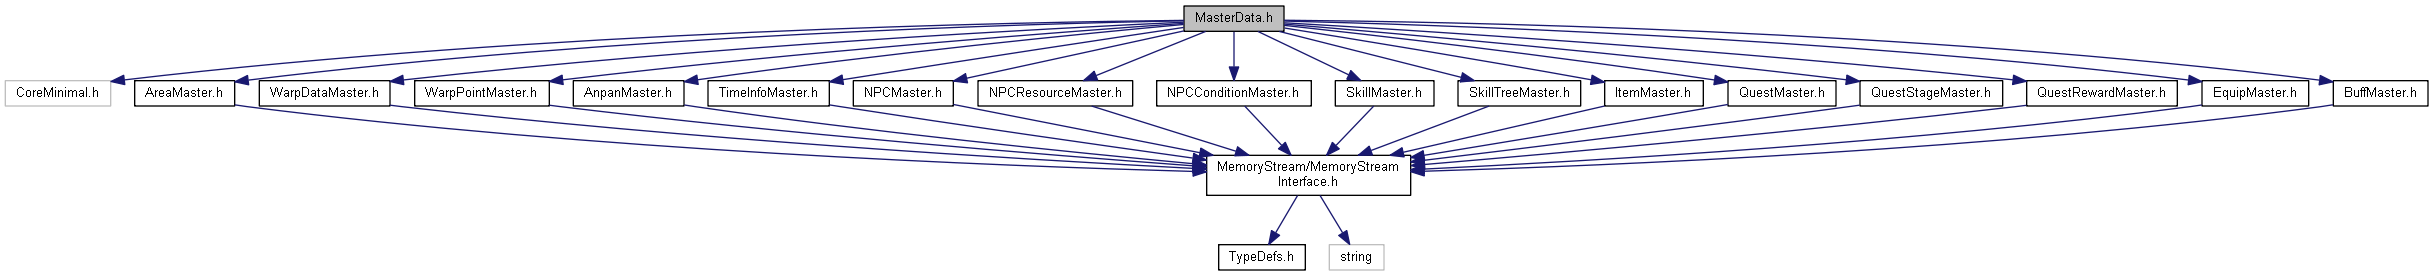 MasterData.h
CoreMinimal.h
AreaMaster.h
WarpDataMaster.h
WarpPointMaster.h
AnpanMaster.h
TimeInfoMaster.h
NPCMaster.h
NPCResourceMaster.h
NPCConditionMaster.h
SkillMaster.h
SkillTreeMaster.h
ItemMaster.h
QuestMaster.h
QuestStageMaster.h
QuestRewardMaster.h
EquipMaster.h
BuffMaster.h
MemoryStream/MemoryStream
Interface.h
TypeDefs.h
string